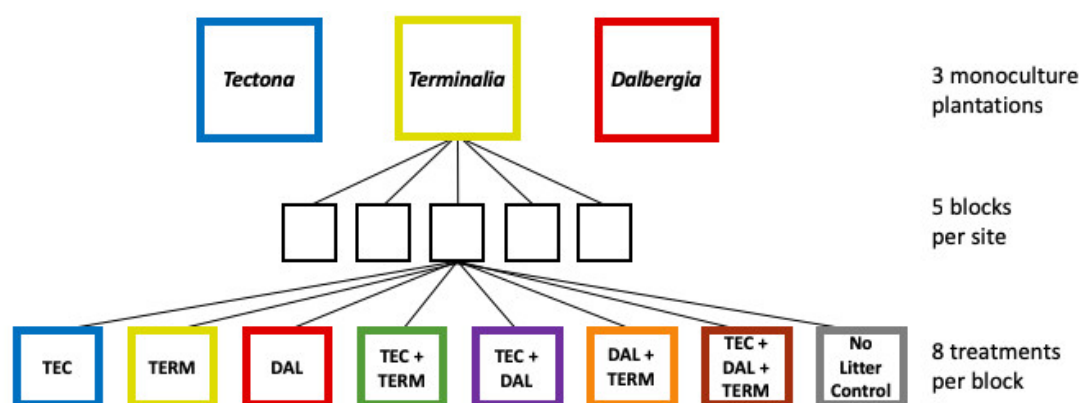 Tectona
Terminalia
Dalbergia
3 monoculture
plantations
5 blocks
per site
TEC
TERM
DAL
TEC +
TERM
TEC +
DAL
DAL +
TERM
TEC +
DAL +
TERM
No
Litter
Control
8 treatments
per block